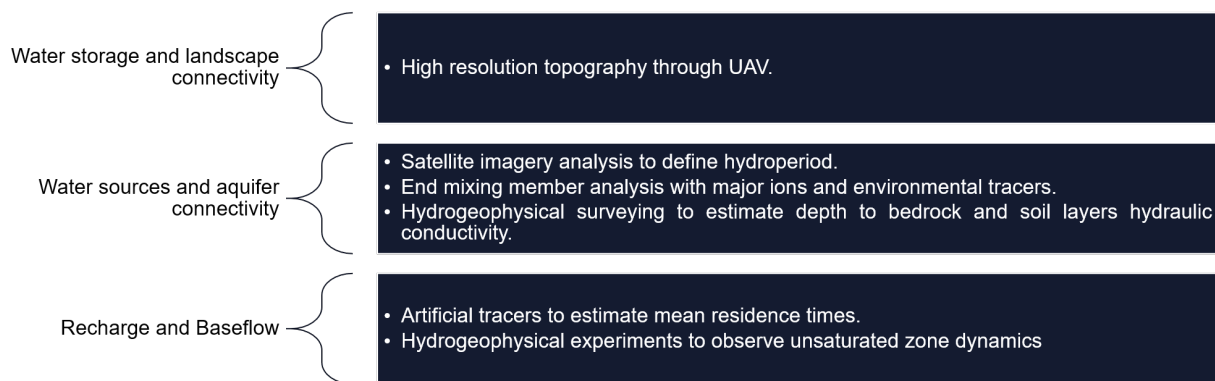 Water storage and landscape
connectivity
• High resolution topography through UAV.
Water sources and aquifer
connectivity
• Satellite imagery analysis to define hydroperiod.
• End mixing member analysis with major ions and environmental tracers.
• Hydrogeophysical surveying to estimate depth to bedrock and soil layers hydraulic
conductivity.
Recharge and Baseflow
• Artificial tracers to estimate mean residence times.
• Hydrogeophysical experiments to observe unsaturated zone dynamics